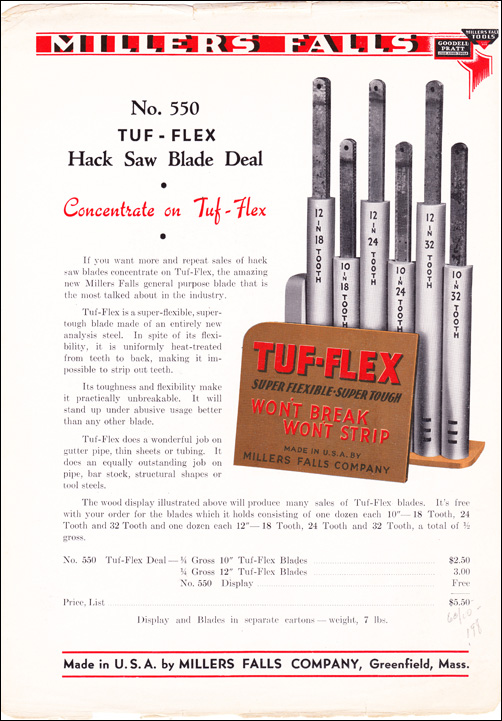 MILLERS FALLS
MILLERS FALLS
TOOLS
GOODELL
PRATT
No. 550
TUF - FLEX
Hack Saw Blade Deal
Concentrate on Tuf-Flex
If you want more and repeat sales of hack
saw blades concentrate on Tuf-Flex, the amazing
new Millers Falls general purpose blade that is
the most talked about in the industry.
Tuf-Flex is a super-flexible, super-
tough blade made of an entirely new
analysis steel. In spite of its flexi-
bility, it is uniformly heat-treated
from teeth to back, making it im-
possible to strip out teeth.
Its toughness and flexibility make
it practically unbreakable. It will
stand up under abusive usage better
than any other blade.
Tuf-Flex does a wonderful job on
gutter pipe, thin sheets or tubing. It
does an equally outstanding job on
pipe, bar stock, structural shapes or
tool steels.
12 IN 18 TOOTH
10 IN 18 TOOTH
12 IN 24 TOOTH
10 IN 24 TOOTH
12 IN 32 TOOTH
10 IN 32 TOOTH
TUF-FLEX
SUPER FLEXIBLE-SUPER TOUGH
WON'T BREAK
WON'T STRIP
MADE IN U.S.A. BY
MILLERS FALLS COMPANY
The wood display illustrated above will produce many sales of Tuf-Flex blades. It's free
with your order for the blades which it holds consisting of one dozen each 10"—18 Tooth, 24
Tooth and 32 Tooth and one dozen each 12"—18 Tooth, 24 Tooth and 32 Tooth, a total of ½
gross.
No. 550 Tuf-Flex Deal—¼ Gross 10" Tuf-Flex Blades $2.50
¼ Gross 12" Tuf-Flex Blades 3.00
No. 550 Display Free
Price, List $5.50
Display and Blades in separate cartons—weight, 7 lbs.
Made in U.S.A. by MILLERS FALLS COMPANY, Greenfield, Mass.